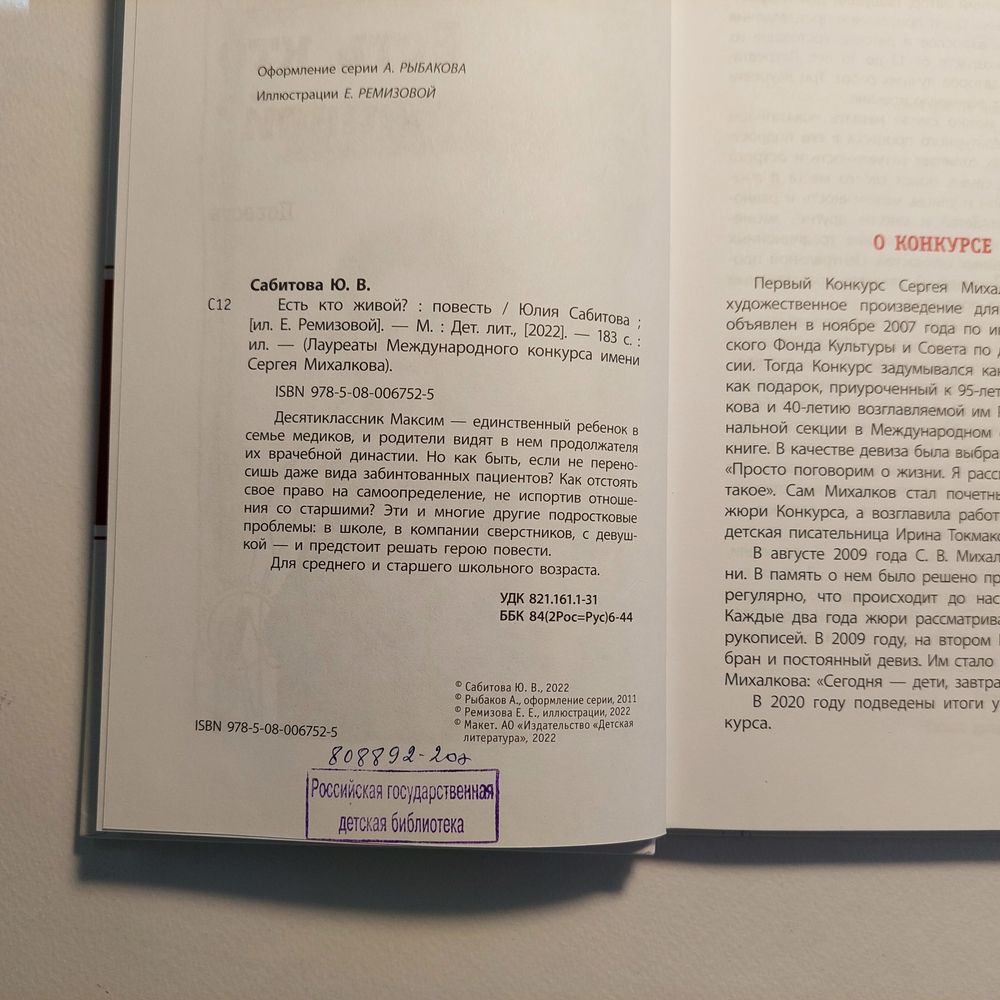 Оформление серии А. РЫБАКОВА
Иллюстрации Е. РЕМИЗОВОЙ
Сабитова Ю. В.
С12 Есть кто живой? : повесть / Юлия Сабитова ;
[ил. Е. Ремизовой]. — М. : Дет. лит., [2022]. — 183 с. :
ил. — (Лауреаты Международного конкурса имени
Сергея Михалкова).
ISBN 978-5-08-006752-5
Десятиклассник Максим — единственный ребенок в
семье медиков, и родители видят в нем продолжателя
их врачебной династии. Но как быть, если не перено-
сишь даже вида забинтованных пациентов? Как отстоять
свое право на самоопределение, не испортив отноше-
ния со старшими? Эти и многие другие подростковые
проблемы: в школе, в компании сверстников, с девуш-
кой — и предстоит решать герою повести.
Для среднего и старшего школьного возраста.
УДК 821.161.1-31
ББК 84(2Рос=Рус)6-44
© Сабитова Ю. В., 2022
© Рыбаков А., оформление серии, 2011
© Ремизова Е. Е., иллюстрации, 2022
© Макет. АО «Издательство «Детская
литература», 2022
ISBN 978-5-08-006752-5
808892-20
Российская государственная
детская библиотека
О КОНКУРСЕ
Первый Конкурс Сергея Миха
художественное произведение для
объявлен в ноябре 2007 года по и
ского Фонда Культуры и Совета по
сии. Тогда Конкурс задумывался ка
как подарок, приуроченный к 95-лет
кова и 40-летию возглавляемой им
нальной секции в Международном
книге. В качестве девиза была выбра
«Просто поговорим о жизни. Я расс
такое». Сам Михалков стал почетны
жюри Конкурса, а возглавила работ
детская писательница Ирина Токмак
В августе 2009 года С. В. Михал
ни. В память о нем было решено пр
регулярно, что происходит до нас
Каждые два года жюри рассматрива
рукописей. В 2009 году, на втором
бран и постоянный девиз. Им стало
Михалкова: «Сегодня — дети, завтра
В 2020 году подведены итоги у
курса.